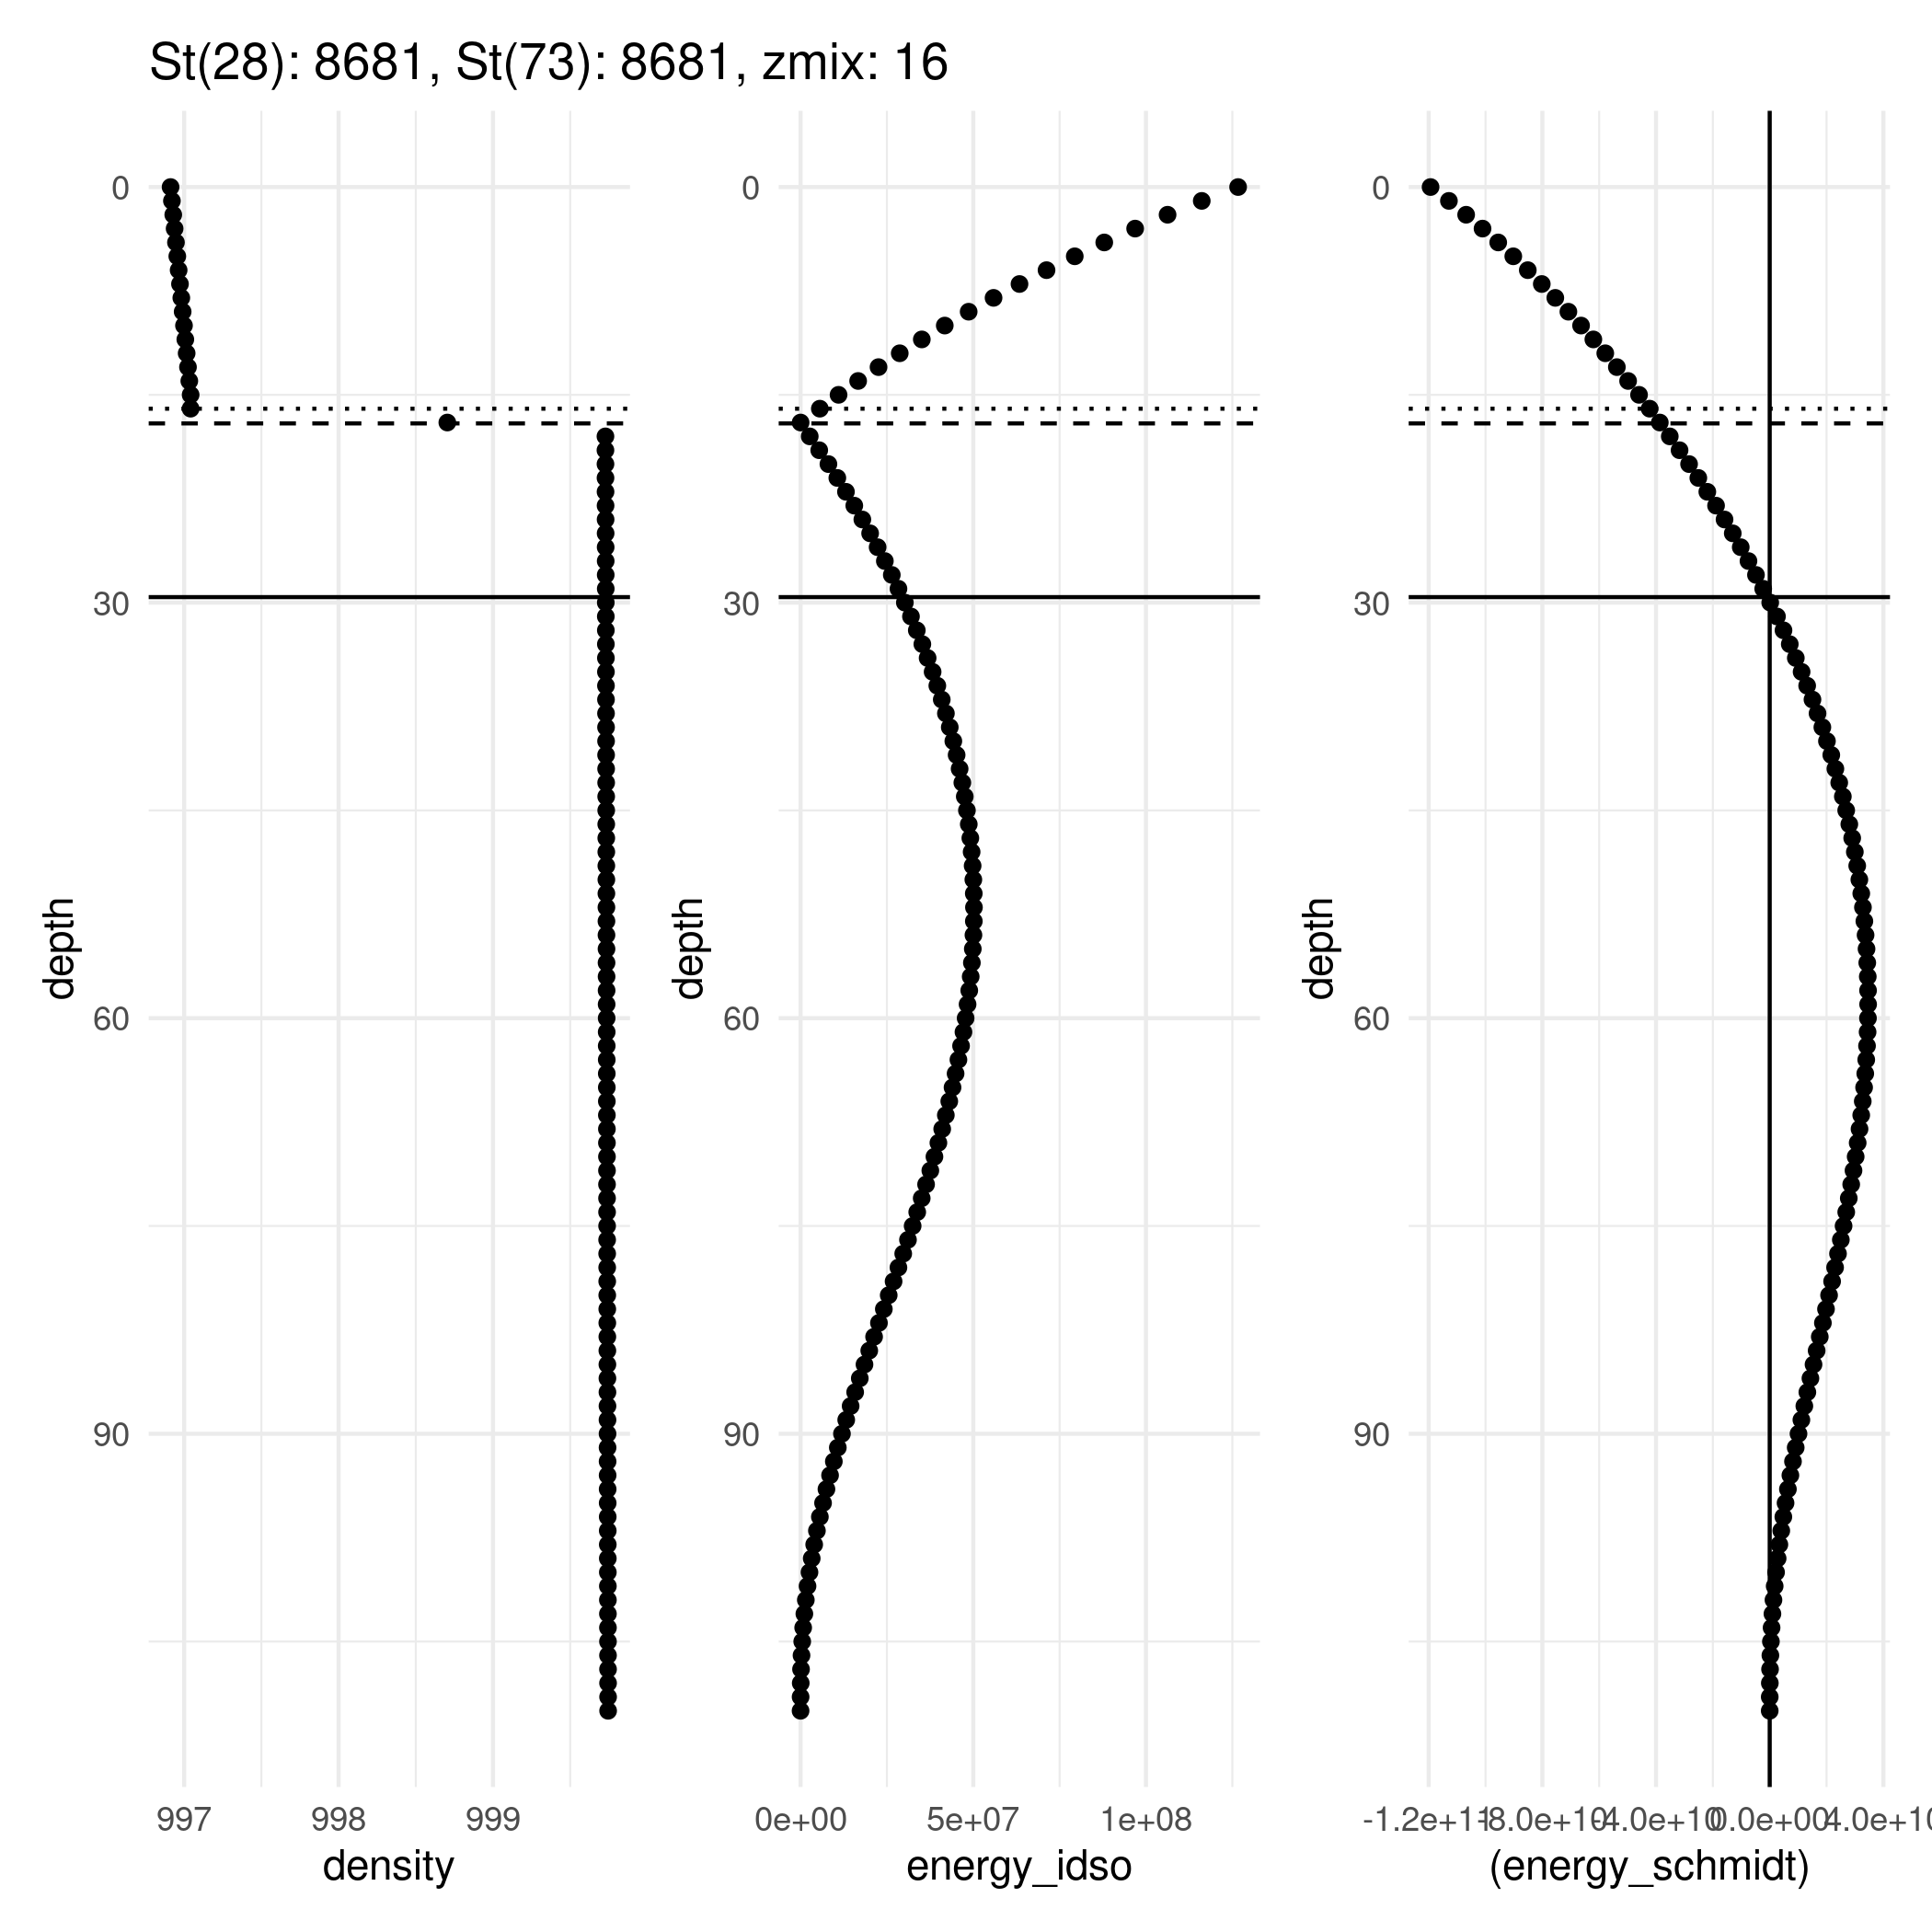 St(28): 8681, St(73): 8681, zmix: 16
depth
0
30
60
90
997 998 999
density
depth
0
30
60
90
0e+00 5e+07 1e+08
energy_idso
depth
0
30
60
90
-1.2e+11 -8.0e+10 -4.0e+10 0.0e+00 4.0e+10
(energy_schmidt)